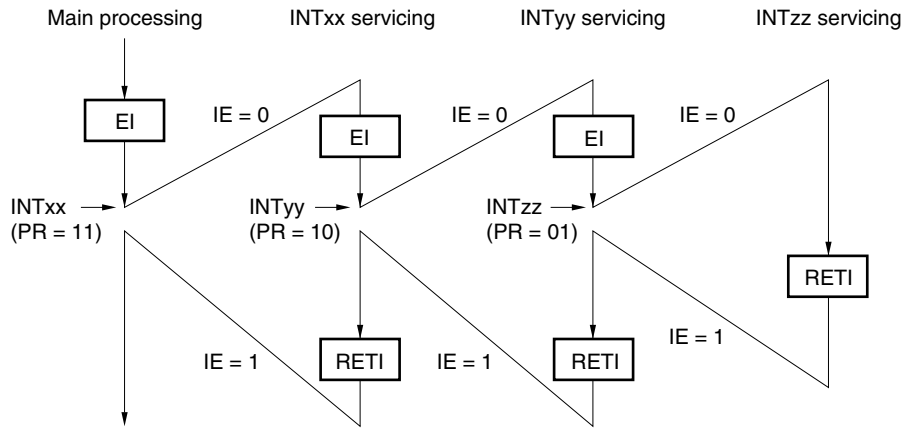 Main processing
INTxx servicing
INTyy servicing
INTzz servicing
EI
IE = 0
EI
IE = 0
EI
IE = 0
INTxx
(PR = 11)
INTyy
(PR = 10)
INTzz
(PR = 01)
RETI
IE = 1
RETI
IE = 1
RETI
IE = 1